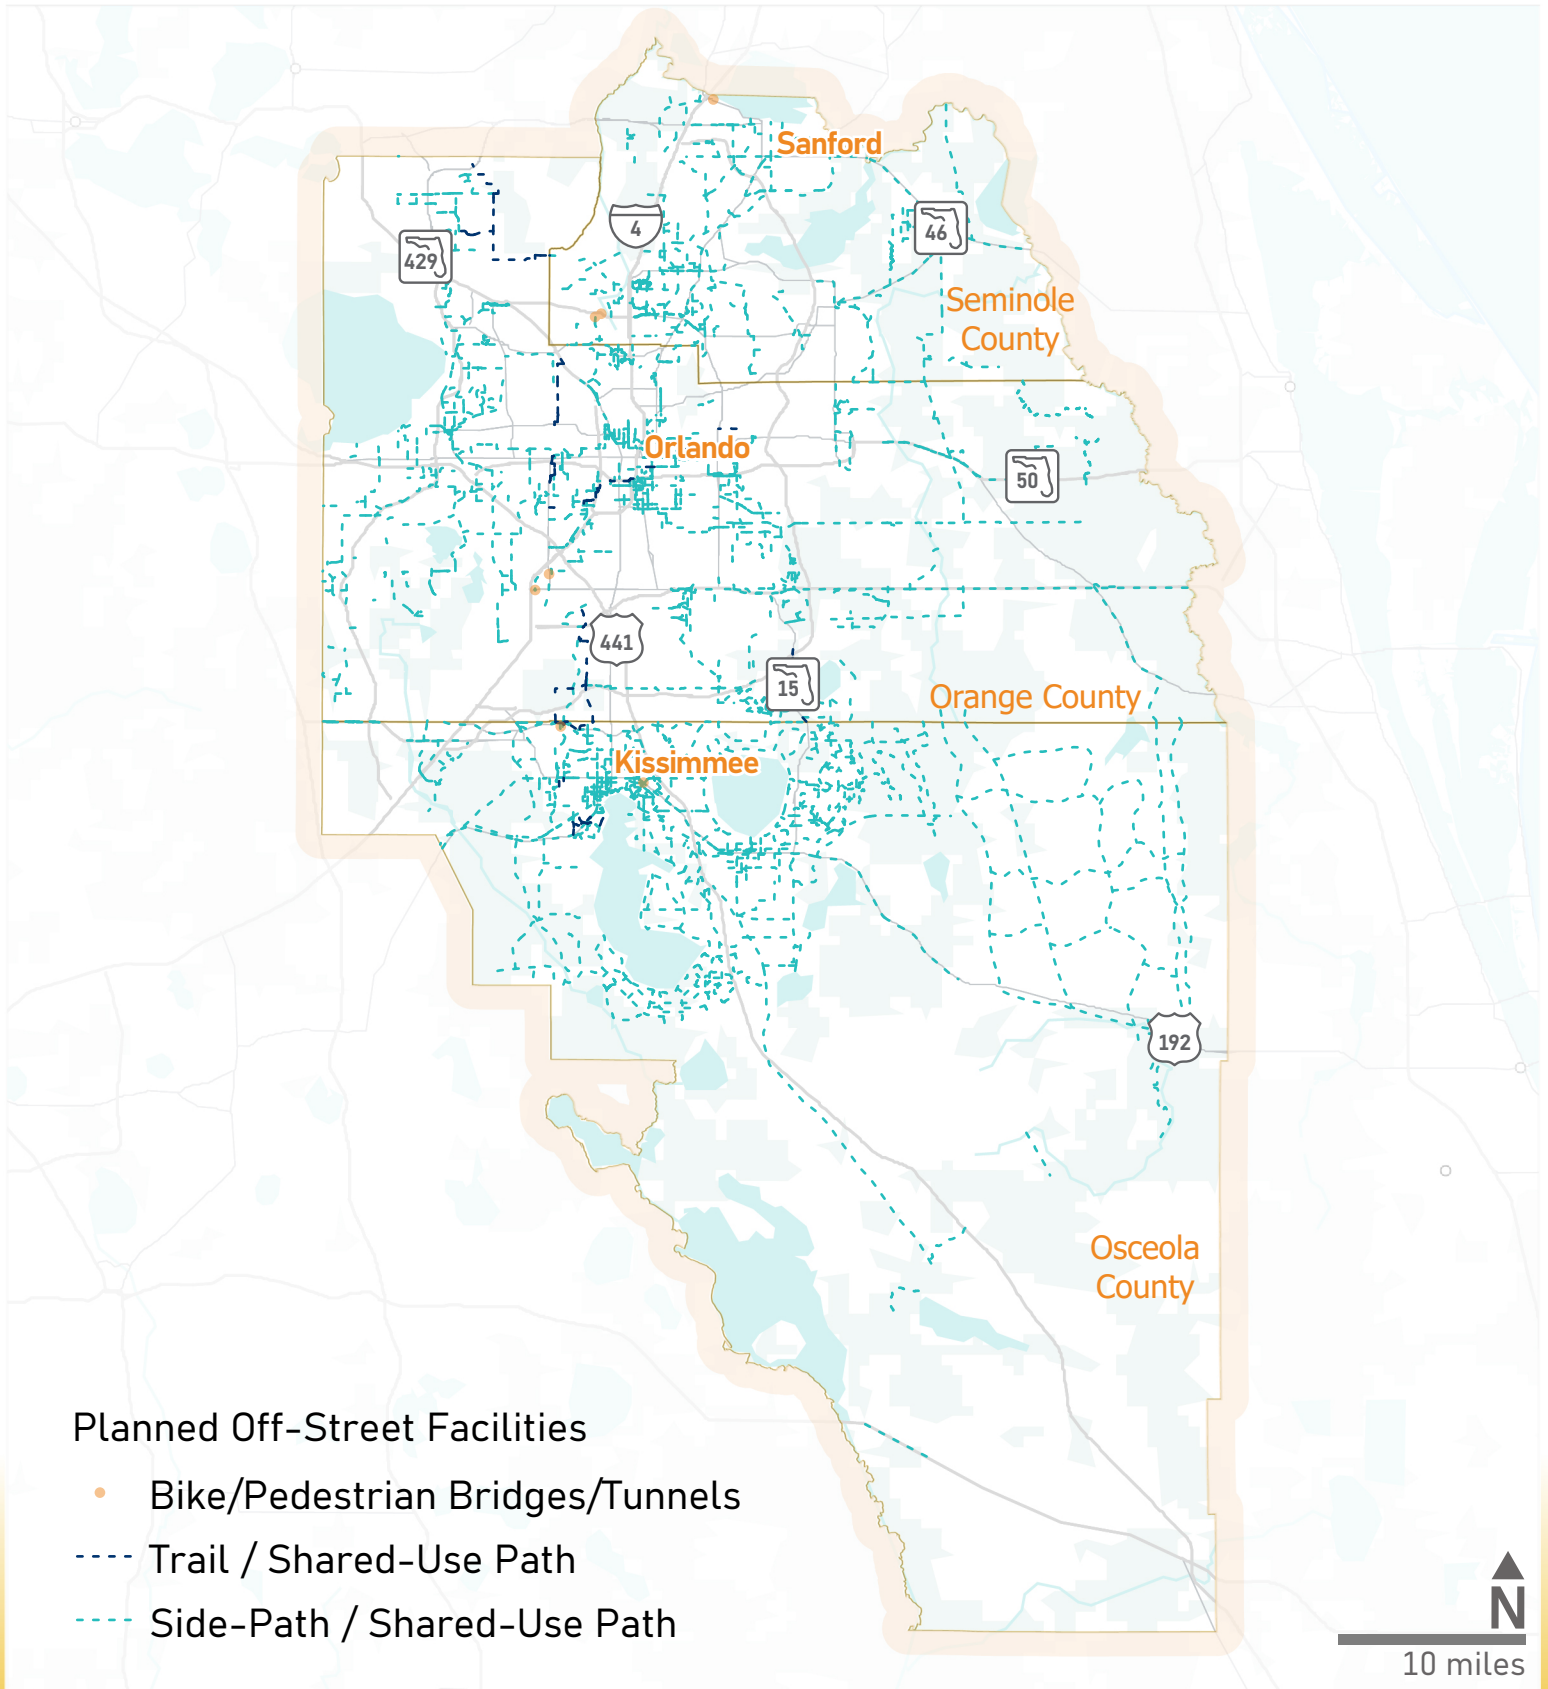 Sanford
4
46
429
Seminole
County
Orlando
50
441
15
Orange County
Kissimmee
192
Osceola
County
Planned Off-Street Facilities
Bike/Pedestrian Bridges/Tunnels
Trail / Shared-Use Path
Side-Path / Shared-Use Path
N
10 miles